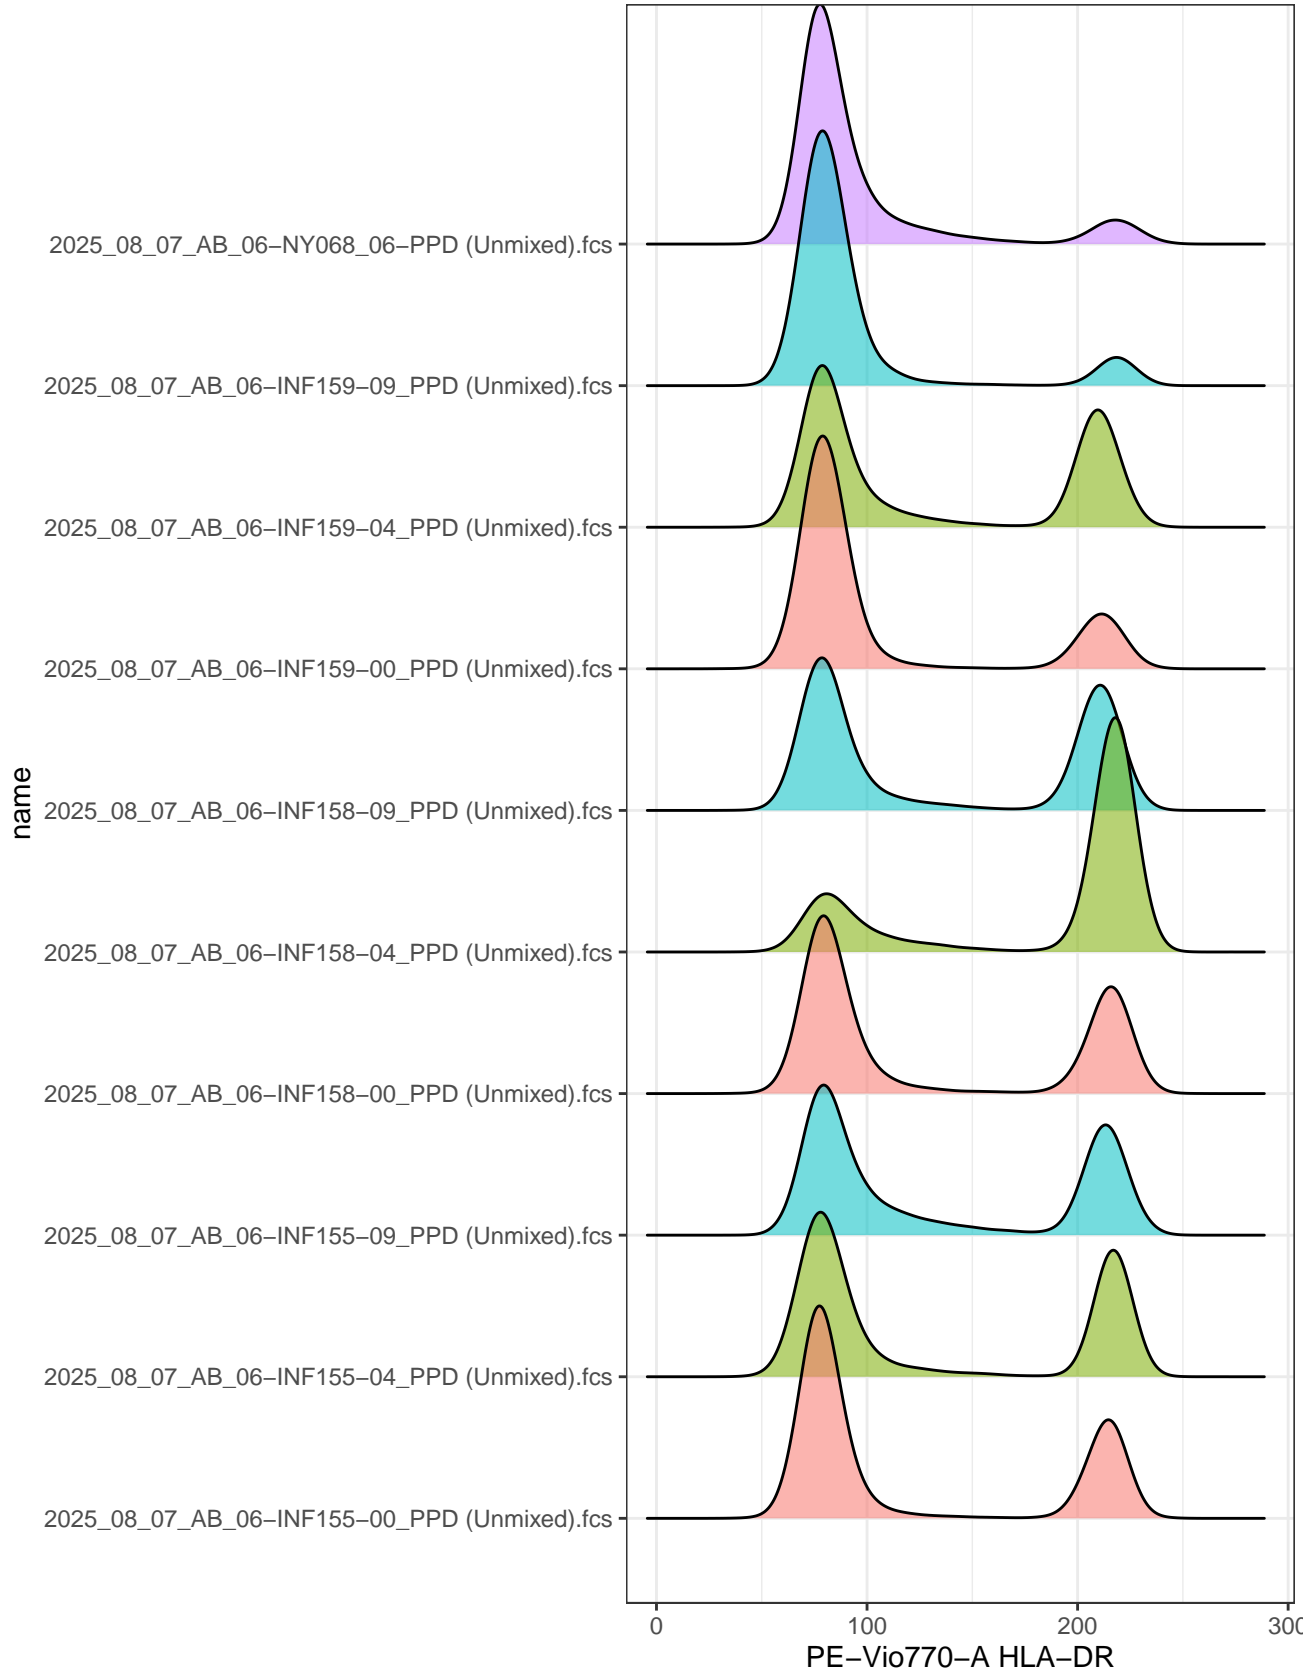 2025_08_07_AB_06−NY068_06−PPD (Unmixed).fcs
2025_08_07_AB_06−INF159−09_PPD (Unmixed).fcs
2025_08_07_AB_06−INF159−04_PPD (Unmixed).fcs
2025_08_07_AB_06−INF159−00_PPD (Unmixed).fcs
2025_08_07_AB_06−INF158−09_PPD (Unmixed).fcs
2025_08_07_AB_06−INF158−04_PPD (Unmixed).fcs
2025_08_07_AB_06−INF158−00_PPD (Unmixed).fcs
2025_08_07_AB_06−INF155−09_PPD (Unmixed).fcs
2025_08_07_AB_06−INF155−04_PPD (Unmixed).fcs
2025_08_07_AB_06−INF155−00_PPD (Unmixed).fcs
name
0 100 200 300
PE−Vio770−A HLA−DR